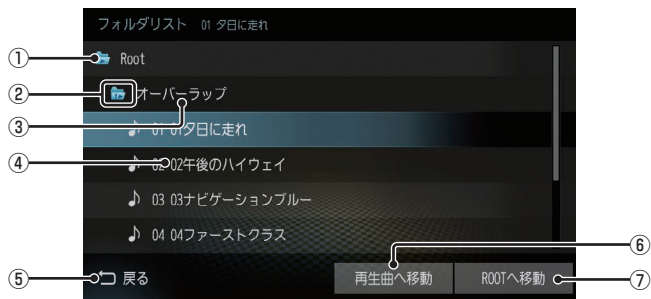 フォルダリスト 01 夕日に走れ
① Root
② オーバーラップ
③ 01 01夕日に走れ
④ 02 02午後のハイウェイ
03 03ナビゲーションブルー
04 04ファーストクラス
⑥
⑤ 戻る 再生曲へ移動 ROOTへ移動 ⑦